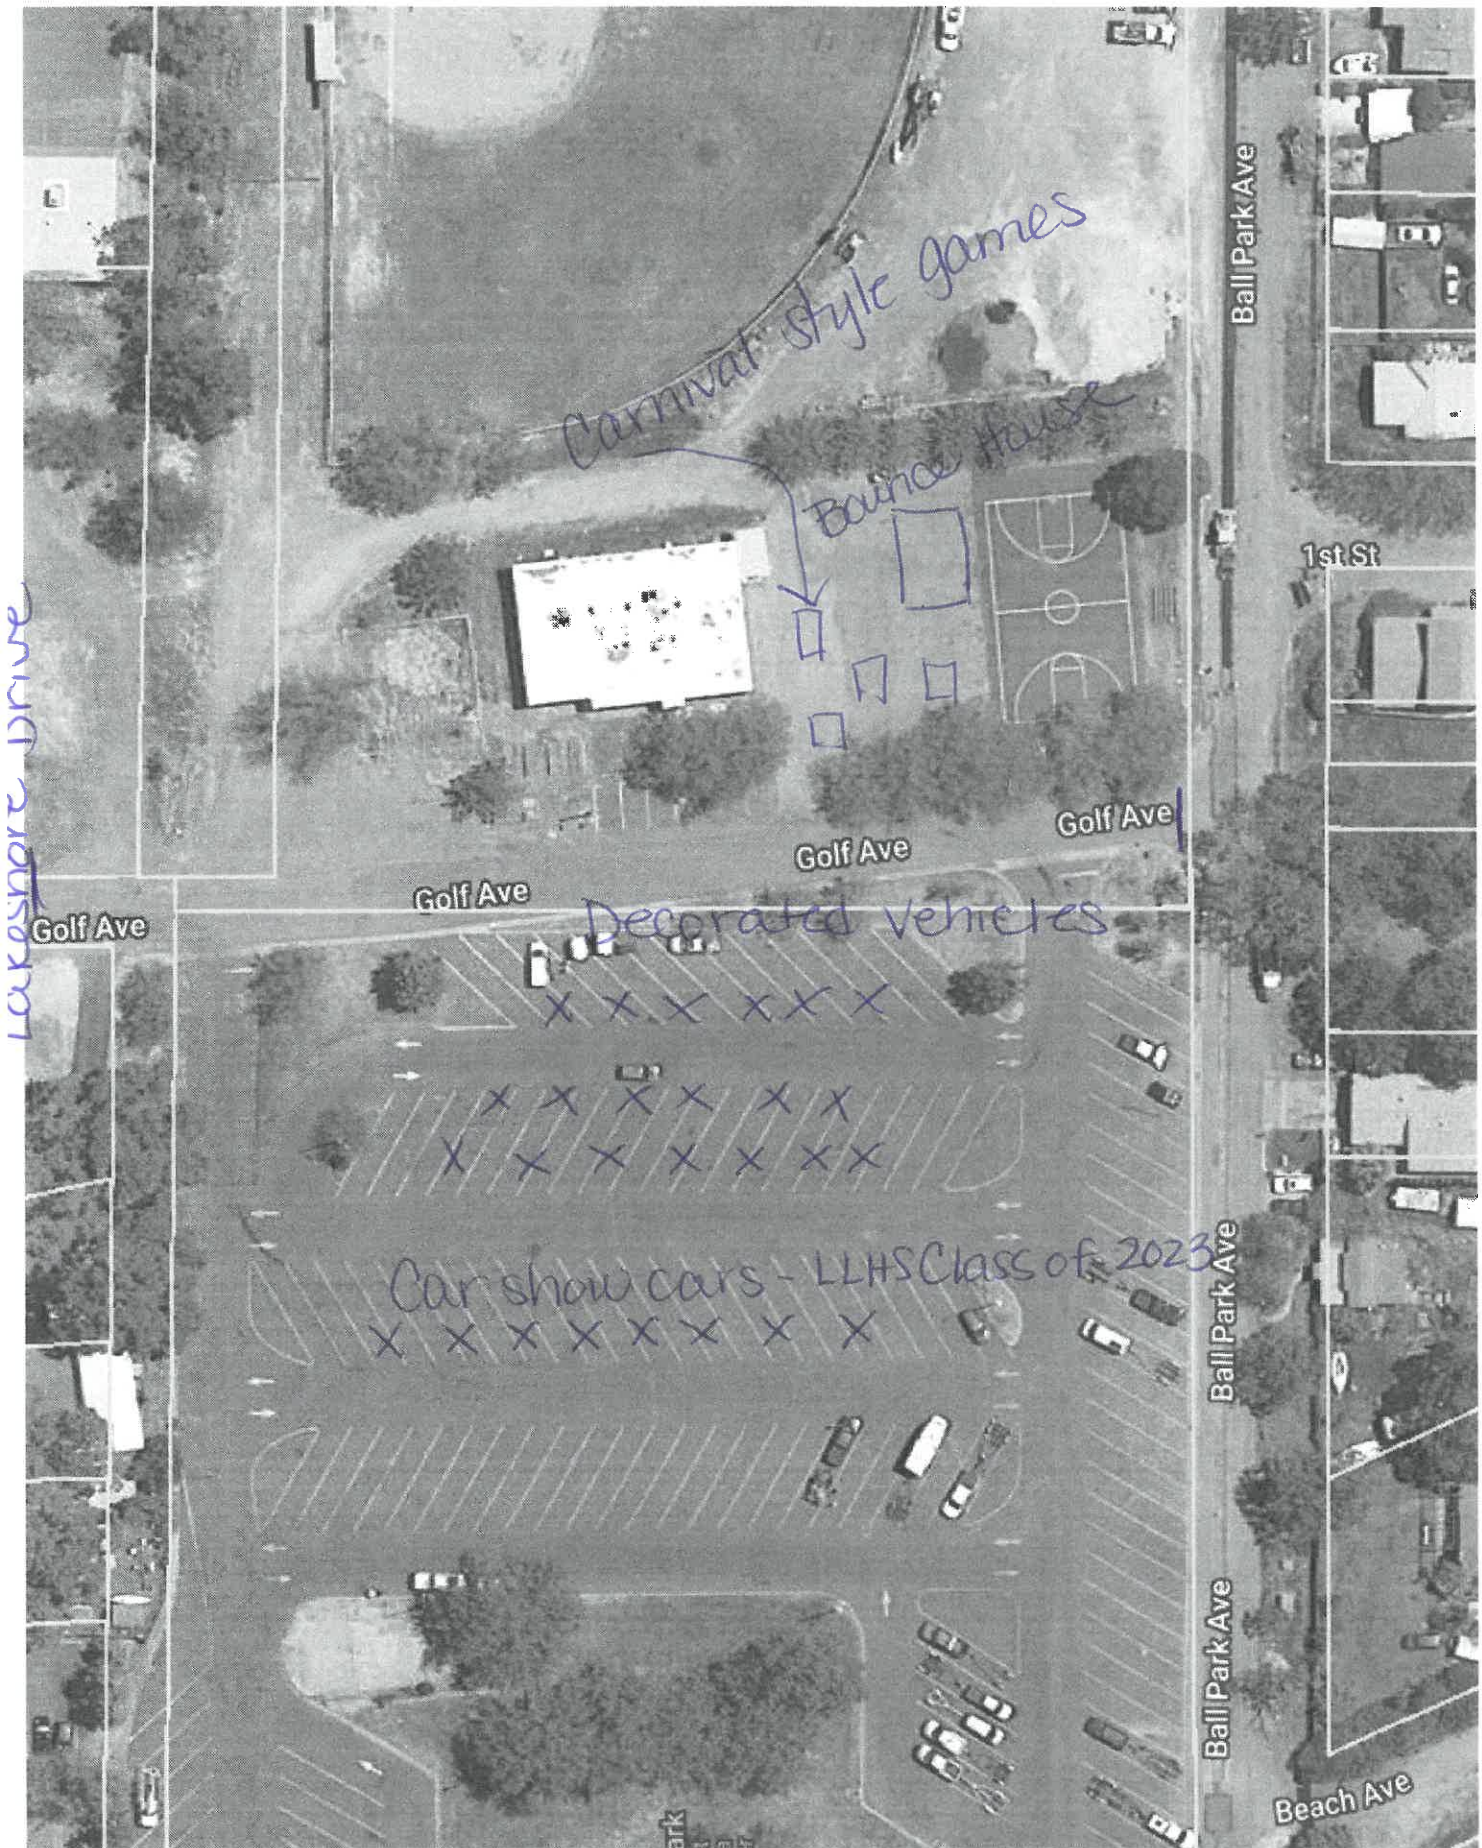 Ball Park Ave
Carnival style games
Bounce House
1st St
Lakeshore Drive
Golf Ave
Golf Ave
Golf Ave
Golf Ave
Decorated Vehicles
X X X X X X
X X X X X X
X X X X X X X
Car show cars - LLHS Class of 2023
Ball Park Ave
X X X X X X X X
Ball Park Ave
Beach Ave